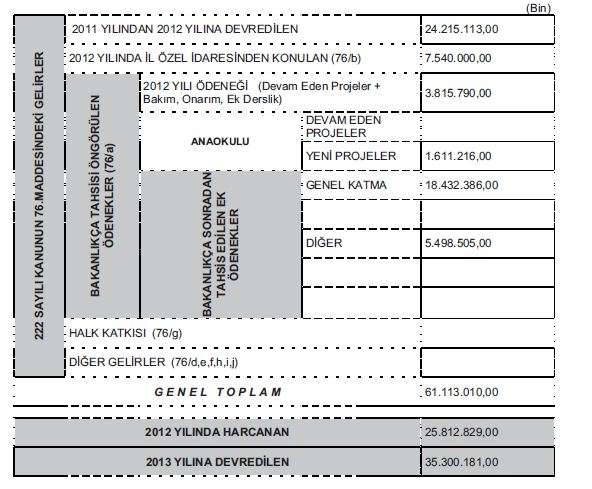 (Bin)
222 SAYILI KANUNUN 76.MADDESİNDEKİ GELİRLER
2011 YILINDAN 2012 YILINA DEVREDİLEN 24.215.113,00
2012 YILINDA İL ÖZEL İDARESİNDEN KONULAN (76/b) 7.540.000,00
BAKANLIKÇA TAHSİSİ ÖNGÖRÜLEN
ÖDENEKLER (76/a)
2012 YILI ÖDENEĞİ (Devam Eden Projeler +
Bakım, Onarım, Ek Derslik) 3.815.790,00
ANAOKULU
DEVAM EDEN
PROJELER
YENİ PROJELER 1.611.216,00
BAKANLIKÇA SONRADAN
TAHSİS EDİLEN EK
ÖDENEKLER
GENEL KATMA 18.432.386,00
DİĞER 5.498.505,00
HALK KATKISI (76/g)
DİĞER GELİRLER (76/d,e,f,h,i,j)
GENEL TOPLAM 61.113.010,00
2012 YILINDA HARCANAN 25.812.829,00
2013 YILINA DEVREDİLEN 35.300.181,00